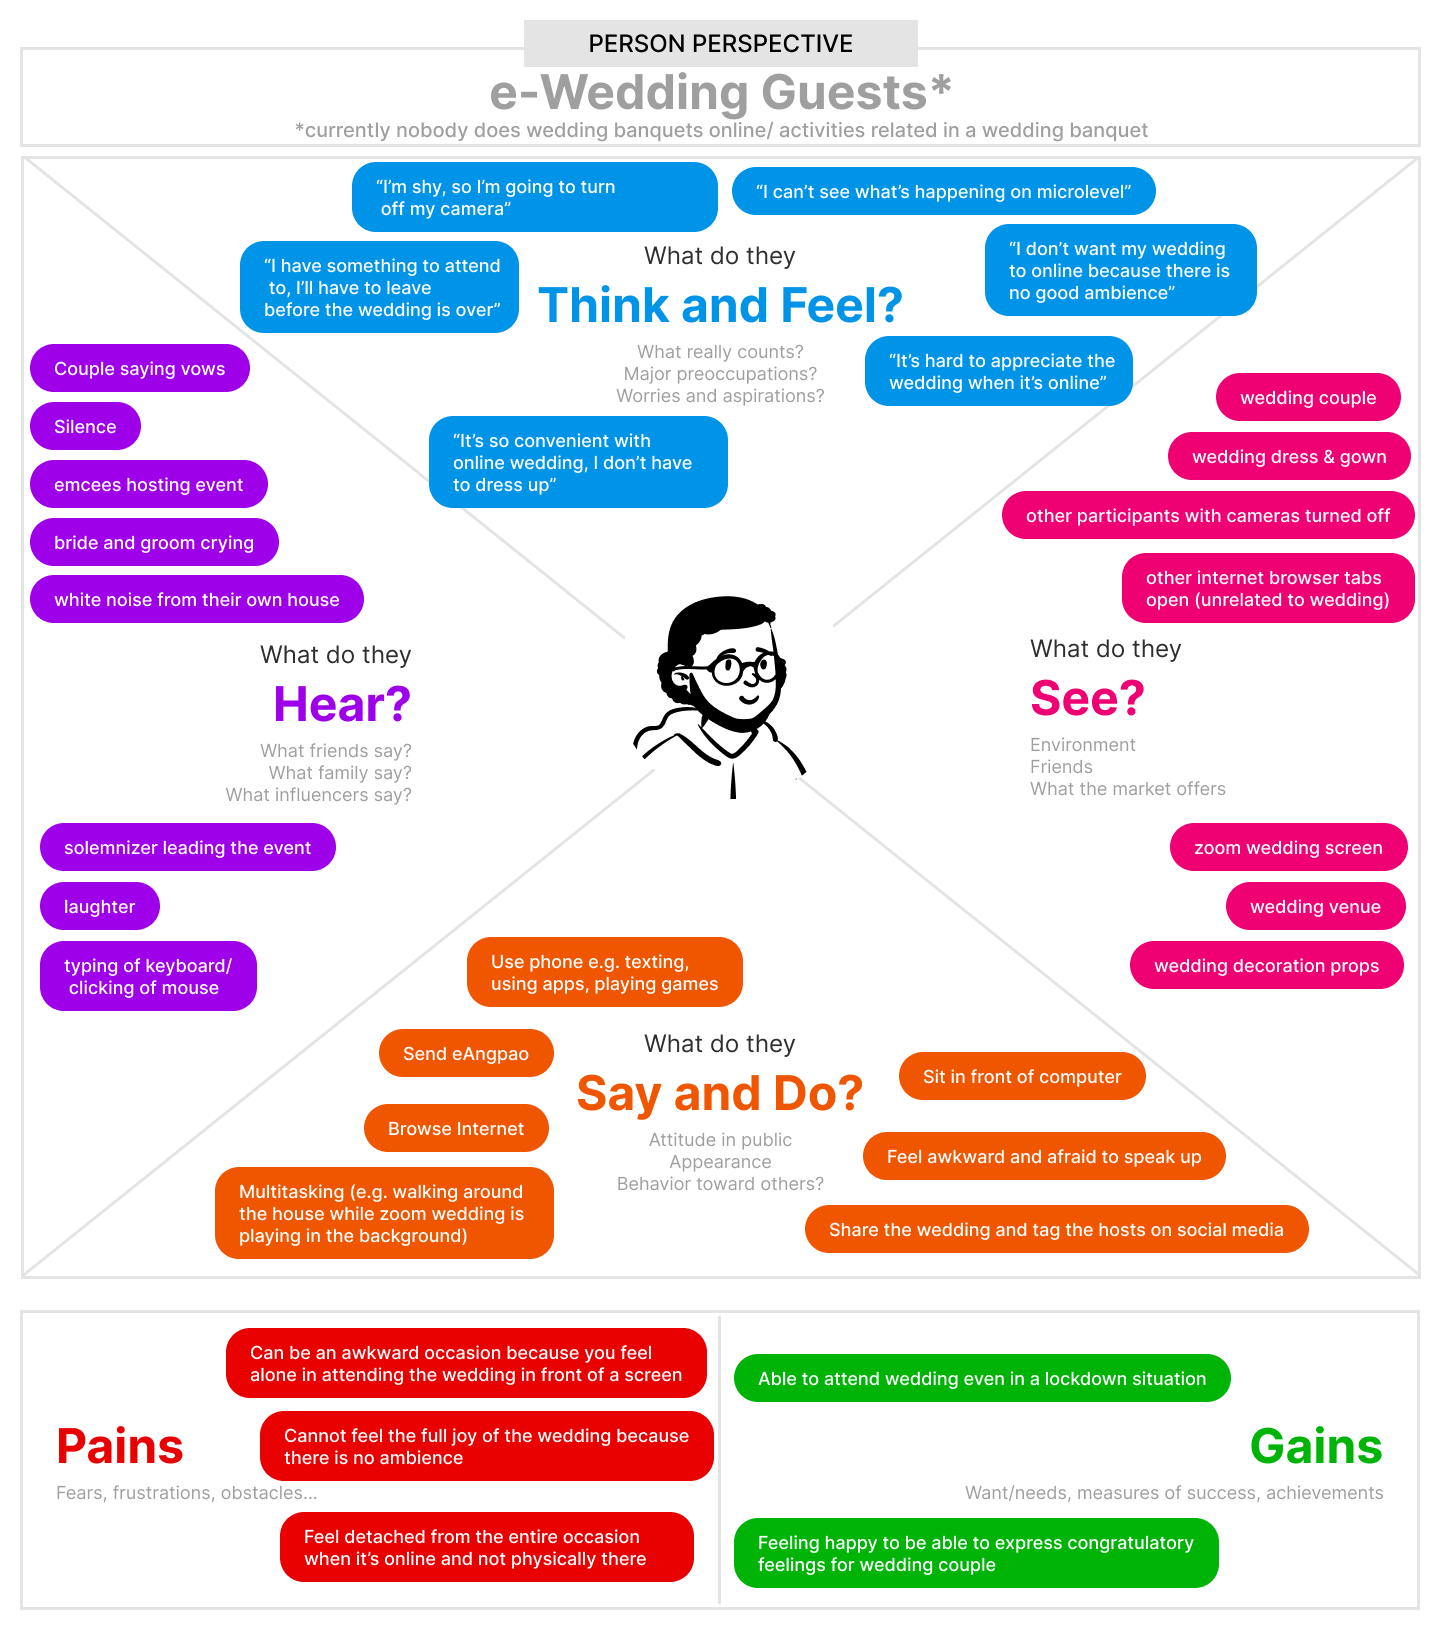 PERSON PERSPECTIVE
e-Wedding Guests*
*currently nobody does wedding banquets online/ activities related in a wedding banquet
“I’m shy, so I’m going to turn
off my camera”
“I can’t see what’s happening on microlevel”
“I have something to attend
to, I’ll have to leave
before the wedding is over”
What do they
Think and Feel?
What really counts?
Major preoccupations?
Worries and aspirations?
“I don’t want my wedding
to online because there is
no good ambience”
“It’s hard to appreciate the
wedding when it’s online”
“It’s so convenient with
online wedding, I don’t have
to dress up”
Couple saying vows
Silence
emcees hosting event
bride and groom crying
white noise from their own house
What do they
Hear?
What friends say?
What family say?
What influencers say?
solemnizer leading the event
laughter
typing of keyboard/
clicking of mouse
wedding couple
wedding dress & gown
other participants with cameras turned off
other internet browser tabs
open (unrelated to wedding)
What do they
See?
Environment
Friends
What the market offers
zoom wedding screen
wedding venue
wedding decoration props
Use phone e.g. texting,
using apps, playing games
Send eAngpao
Browse Internet
Multitasking (e.g. walking around
the house while zoom wedding is
playing in the background)
What do they
Say and Do?
Attitude in public
Appearance
Behavior toward others?
Sit in front of computer
Feel awkward and afraid to speak up
Share the wedding and tag the hosts on social media
Pains
Fears, frustrations, obstacles...
Can be an awkward occasion because you feel
alone in attending the wedding in front of a screen
Cannot feel the full joy of the wedding because
there is no ambience
Feel detached from the entire occasion
when it’s online and not physically there
Able to attend wedding even in a lockdown situation
Gains
Want/needs, measures of success, achievements
Feeling happy to be able to express congratulatory
feelings for wedding couple